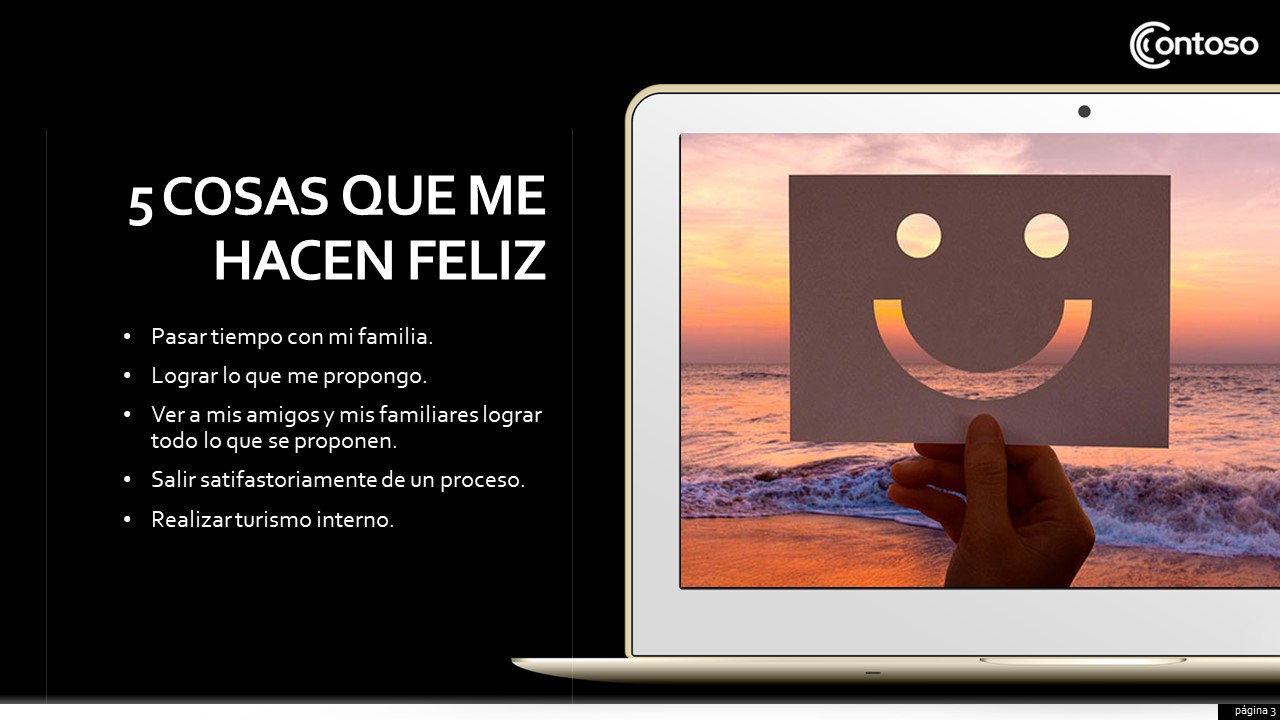 Contoso
5 COSAS QUE ME
HACEN FELIZ
• Pasar tiempo con mi familia.
• Lograr lo que me propongo.
• Ver a mis amigos y mis familiares lograr
todo lo que se proponen.
• Salir satifastoriamente de un proceso.
• Realizar turismo interno.
página 3